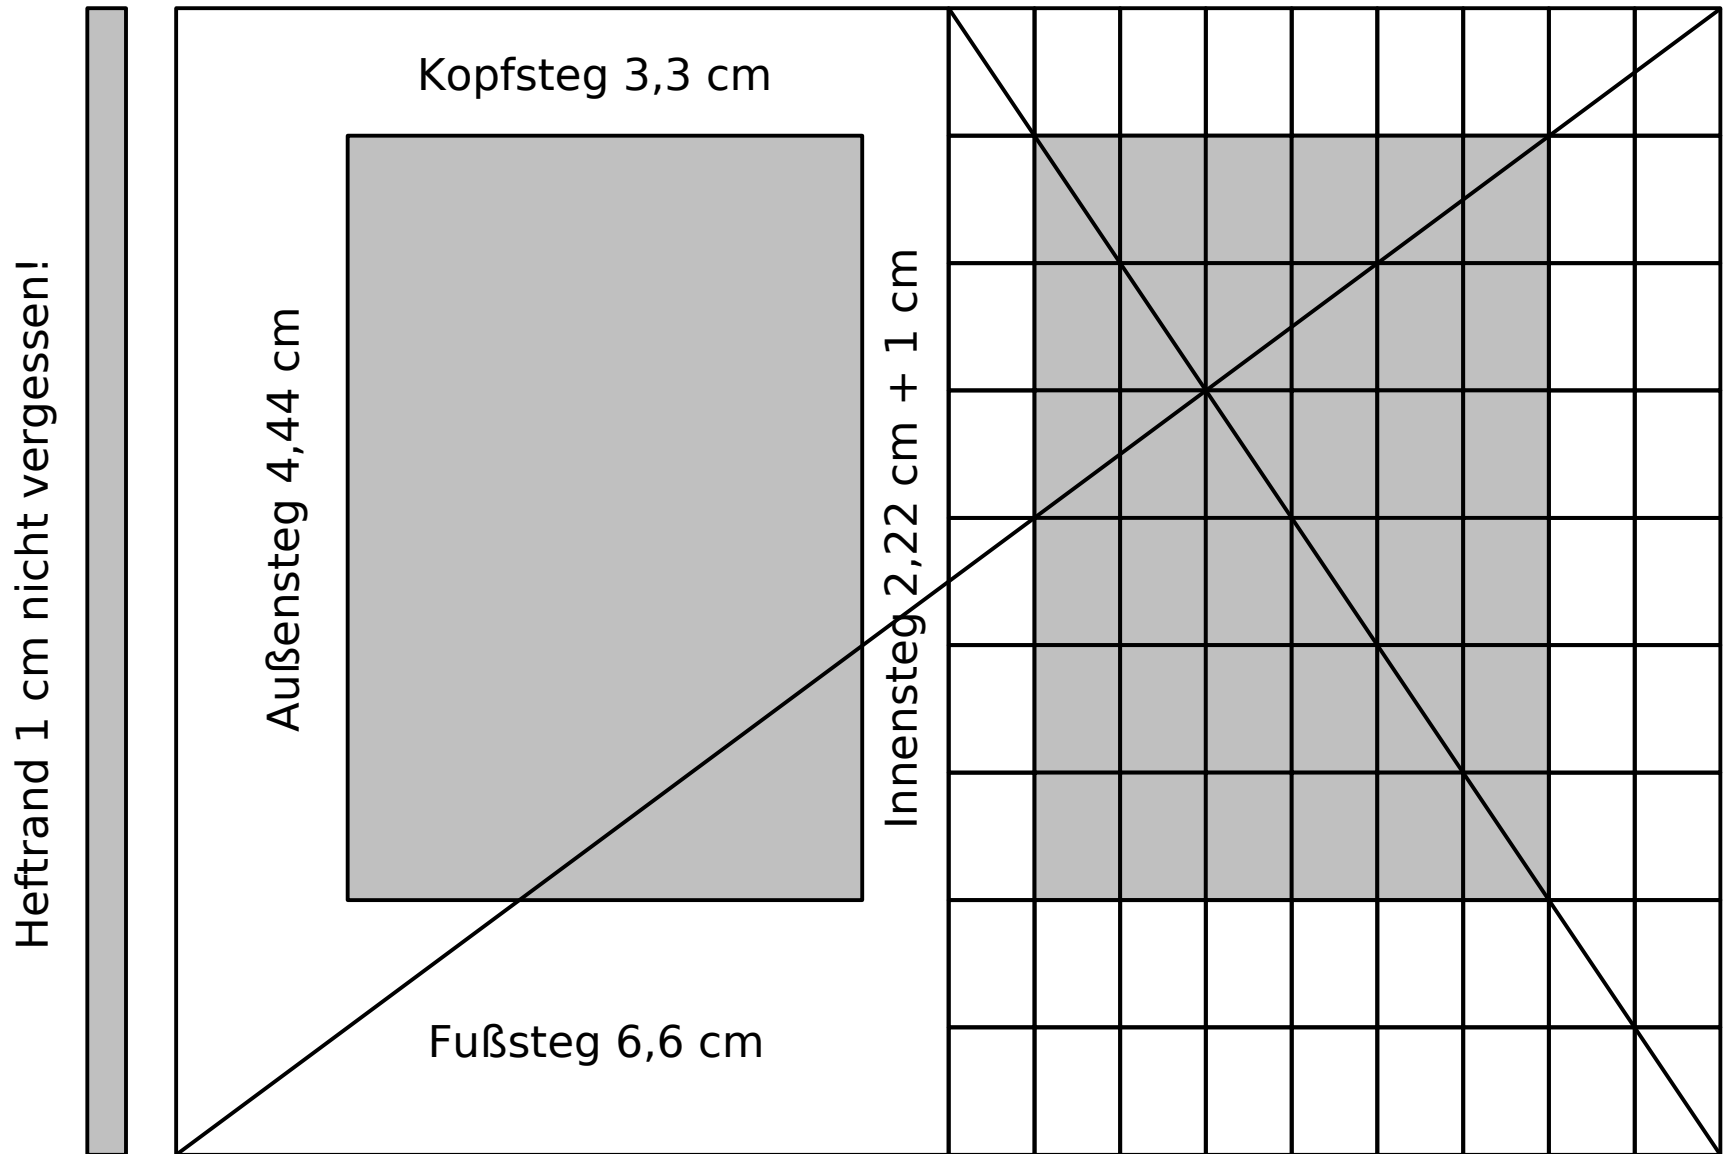 Heftrand 1 cm nicht vergessen!
Kopfsteg 3,3 cm
Außensteg 4,44 cm
Innensteg 2,22 cm + 1 cm
Fußsteg 6,6 cm